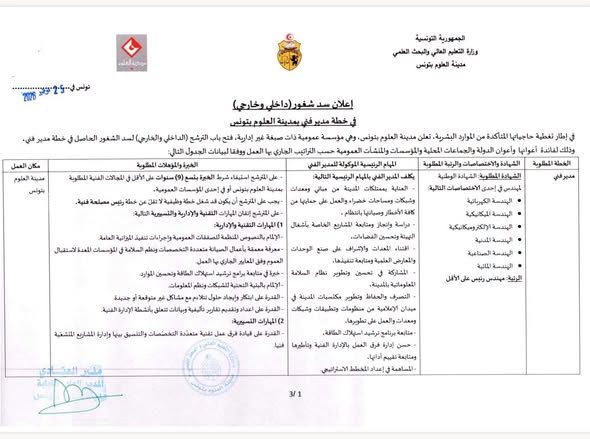 الجمهورية التونسية
وزارة التعليم العالي والبحث العلمي
مدينة العلوم بتونس
تونس في
إعلان سد شغور (داخلي وخارجي)
في خطة مدير فني بمدينة العلوم بتونس
في إطار تغطية حاجياتها المتأكدة من الموارد البشرية، تعلن مدينة العلوم بتونس، وهي مؤسسة عمومية ذات صبغة غير إدارية، فتح باب الترشح (الداخلي والخارجي) لسد الشغور الحاصل في خطة مدير فني،
وذلك لفائدة أعوانها وأعوان الدولة والجماعات المحلية والمؤسسات والمنشآت العمومية حسب التراتيب الجاري بها العمل ووفقا لبيانات الجدول التالي:
الخطة المطلوبة
الشهادة والاختصاصات والرتبة المطلوبة
المهام الرئيسية الموكولة للمدير الفني
الخبرة والمؤهلات المطلوبة
مكان العمل
مدير فني
الشهادة المطلوبة: الشهادة الوطنية
لمهندس في إحدى الاختصاصات التالية:
الهندسة الكهربائية
الهندسة الميكانيكية
الهندسة الإلكتروميكانيكية
الهندسة المدنية
الهندسة الصناعية
الهندسة المائية
الرتبة: مهندس رئيس على الأقل
يكلف المدير الفني بالمهام الرئيسية التالية:
- العناية بممتلكات المدينة من مباني ومعدات
وشبكات ومساحات خضراء والعمل على حمايتها من
كافة الأخطار وصيانتها بانتظام،
- دراسة وإنجاز ومتابعة المشاريع الخاصة بأشغال
التهيئة وتحسين الفضاءات،
- اقتناء المعدات والإشراف على صنع الوحدات
والمعارض العلمية ومتابعة تنفيذها،
- المشاركة في تحسين وتطوير نظام السلامة
المعلوماتية بالمدينة.
- التصرف والحفاظ وتطوير مكتسبات المدينة في
ميدان الإعلامية من منظومات وتطبيقات وشبكات
ومعدات والعمل على تطويرها.
- متابعة برنامج ترشيد استهلاك الطاقة.
- حسن إدارة فرق العمل بالإدارة الفنية وتأطيرها
ومتابعة تقييم أدائها.
- المساهمة في إعداد المخطط الاستراتيجي
- على المترشح استيفاء شرط الخبرة بسبع (9) سنوات على الأقل في المجالات الفنية المطلوبة
بمدينة العلوم بتونس أو في إحدى المؤسسات العمومية.
- يجب على المترشح أن يكون قد شغل خطة وظيفية لا تقل عن خطة رئيس مصلحة فنية.
- على المترشح إتقان المهارات التقنية والإدارية والتسييرية التالية:
1) المهارات التقنية والإدارية:
- الإلمام بالنصوص المنظمة للصفقات العمومية وإجراءات تنفيذ الميزانية العامة.
- معرفة معمقة بأعمال الصيانة متعددة التخصصات ونظم السلامة في المؤسسات المعدة لاستقبال
العموم وفق المعايير الجاري بها العمل.
- خبرة في متابعة برامج ترشيد استهلاك الطاقة وتحسين الموارد.
- الإلمام بالبنية التحتية للشبكات ونظم المعلومات.
- القدرة على ابتكار وإيجاد حلول تتلاءم مع مشاكل غير متوقعة أو جديدة
- القدرة على إعداد وتقديم تقارير تأليفية وبيانات تتعلق بأنشطة الإدارة الفنية.
2) المهارات التسييرية:
- القدرة على قيادة فرق عمل تقنية متعددة التخصصات والتنسيق بينها وإدارة المشاريع المتشعبة
فنيا.
مدينة العلوم
بتونس
3/1